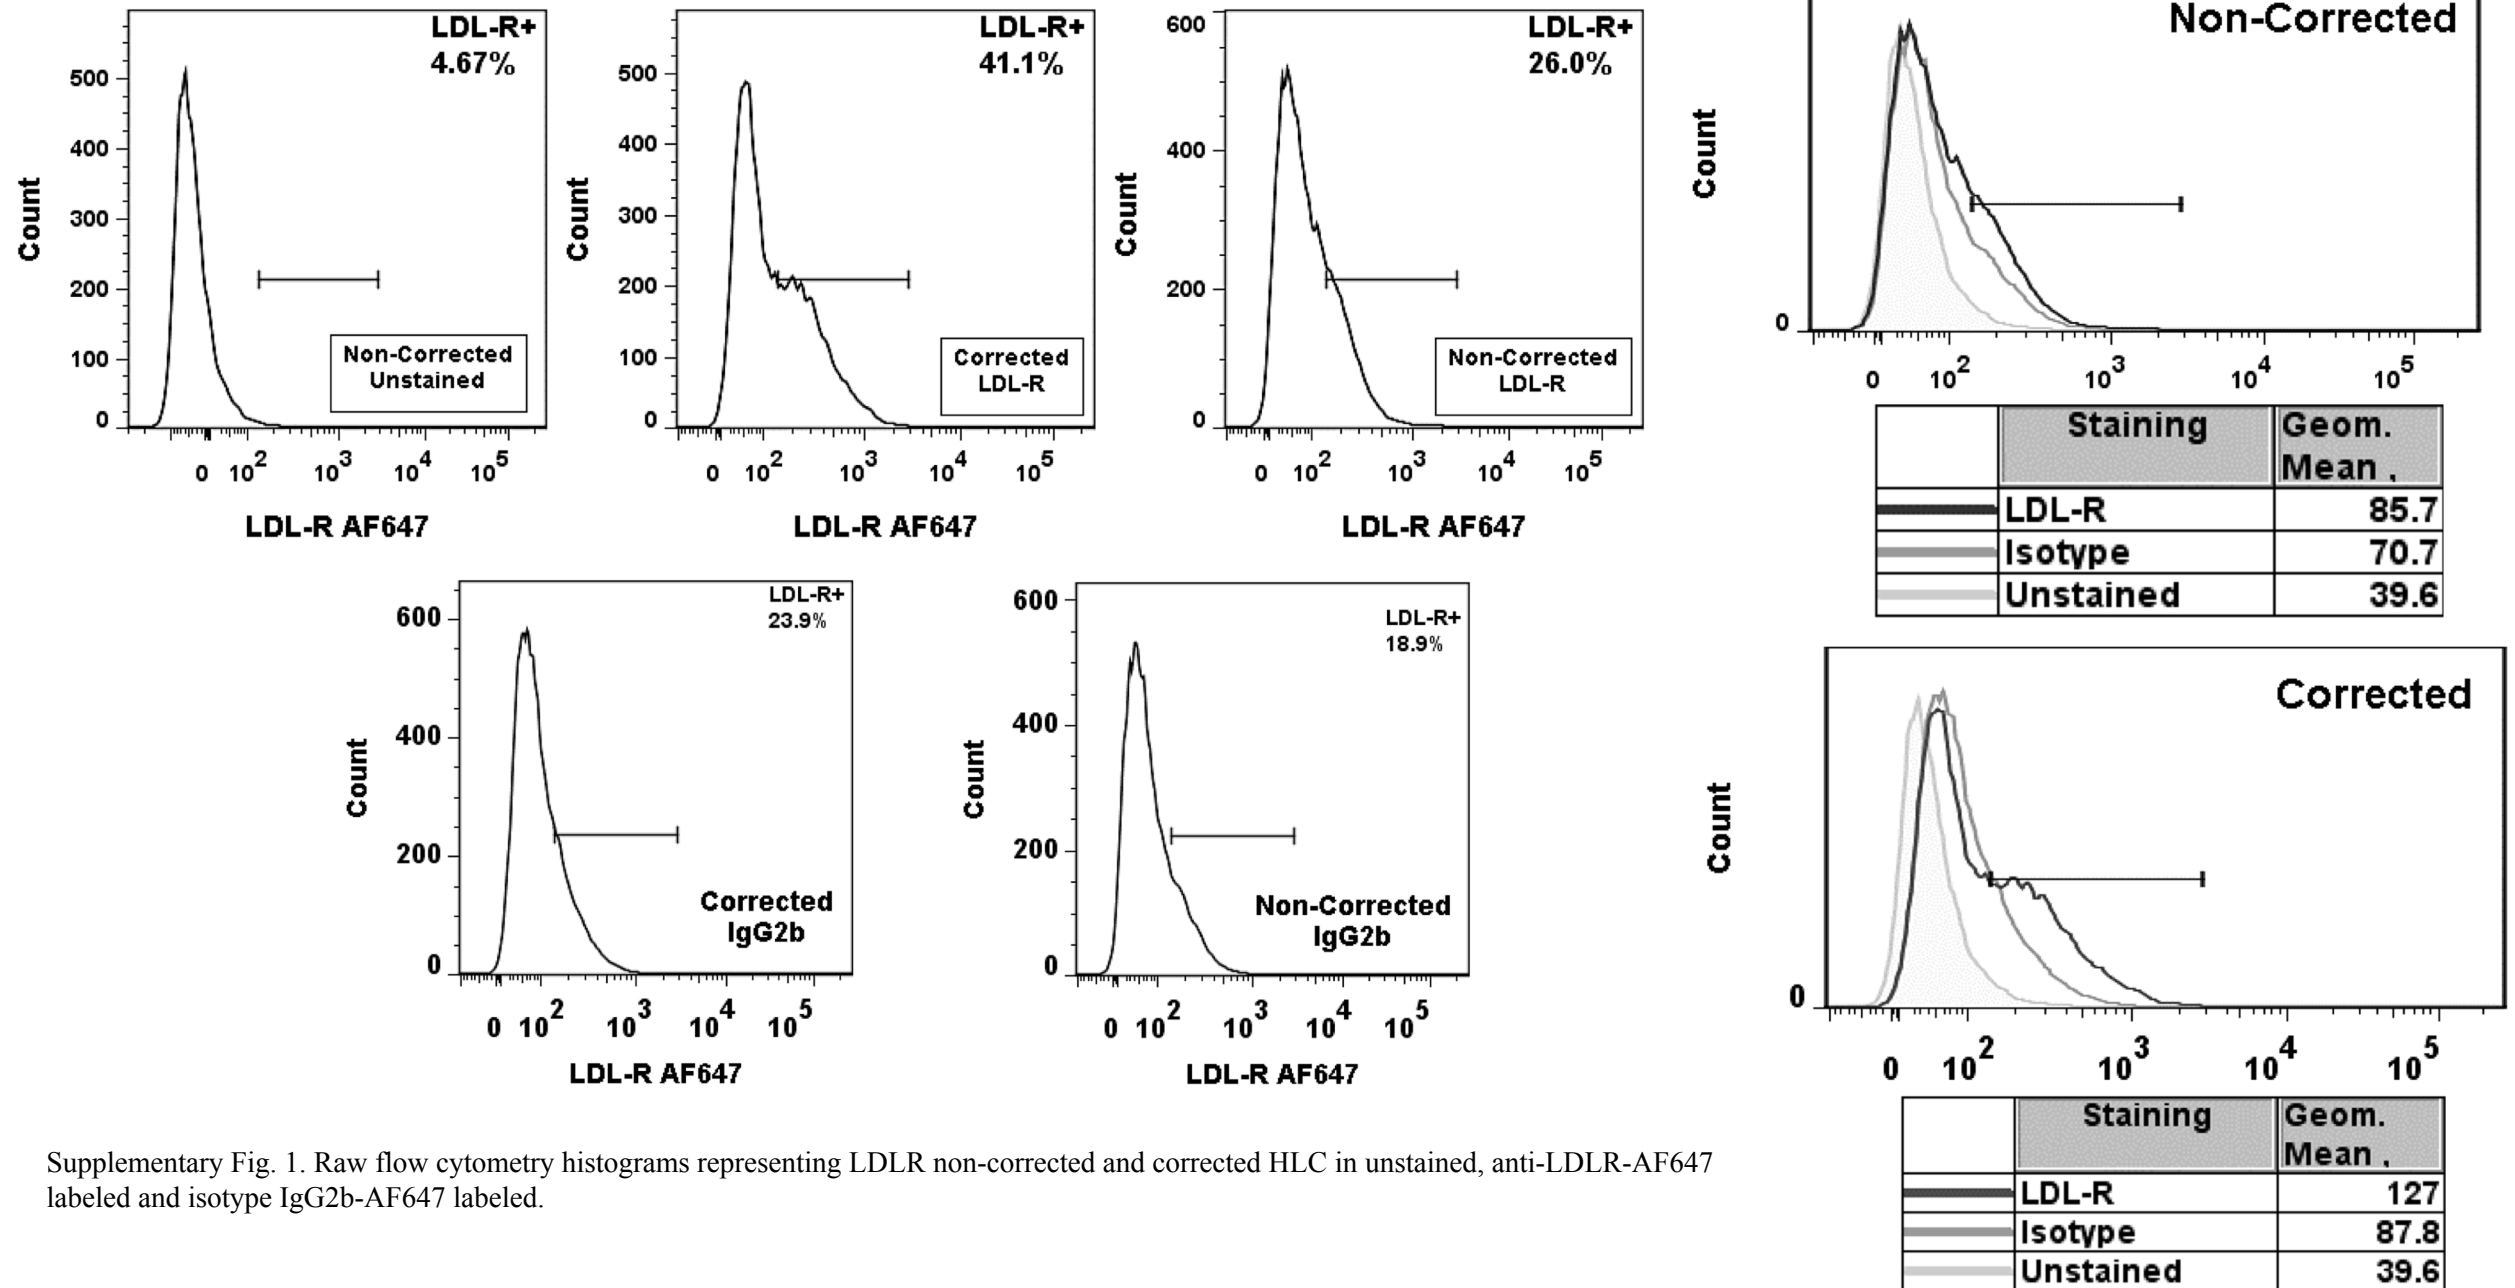 LDL-R+
4.67%
500
400
300
200
100
0
Count
Non-Corrected
Unstained
0 10^2 10^3 10^4 10^5
LDL-R AF647
LDL-R+
41.1%
500
400
300
200
100
0
Count
Corrected
LDL-R
0 10^2 10^3 10^4 10^5
LDL-R AF647
LDL-R+
26.0%
600
400
200
0
Count
Non-Corrected
LDL-R
0 10^2 10^3 10^4 10^5
LDL-R AF647
LDL-R+
23.9%
600
400
200
0
Count
Corrected
IgG2b
0 10^2 10^3 10^4 10^5
LDL-R AF647
LDL-R+
18.9%
600
400
200
0
Count
Non-Corrected
IgG2b
0 10^2 10^3 10^4 10^5
LDL-R AF647
Non-Corrected
Count
0
0 10^2 10^3 10^4 10^5
Staining Geom.
Mean ,
LDL-R 85.7
Isotype 70.7
Unstained 39.6
Corrected
Count
0
0 10^2 10^3 10^4 10^5
Staining Geom.
Mean ,
LDL-R 127
Isotype 87.8
Unstained 39.6
Supplementary Fig. 1. Raw flow cytometry histograms representing LDLR non-corrected and corrected HLC in unstained, anti-LDLR-AF647
labeled and isotype IgG2b-AF647 labeled.